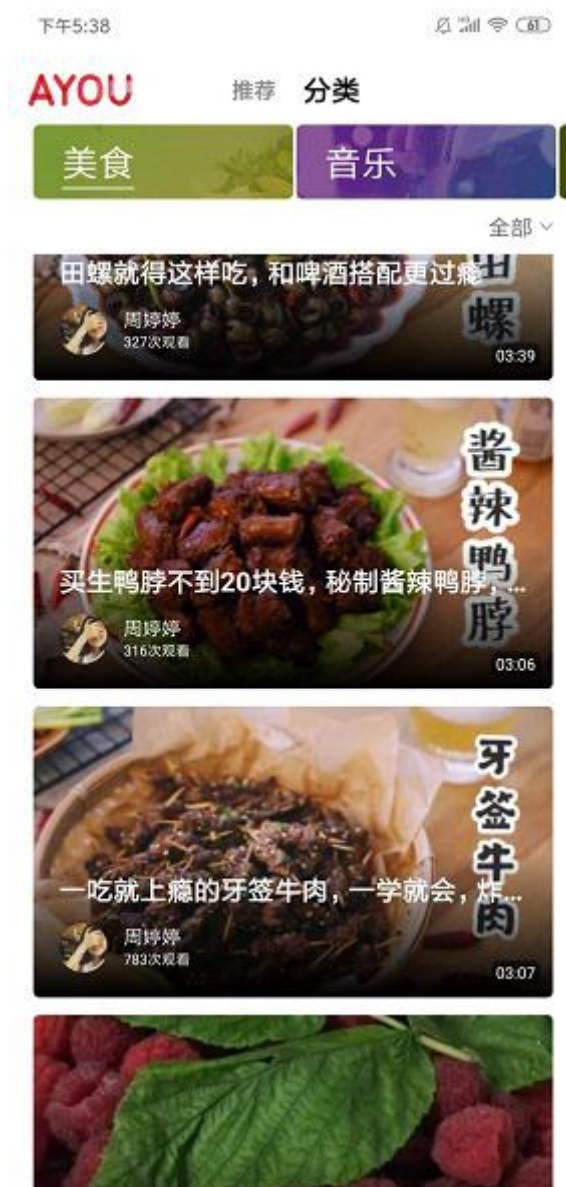 下午5:38
61
AYOU
推荐 分类
美食
音乐
全部
田螺就得这样吃，和啤酒搭配更过瘾
田螺
周婷婷
327次观看
03:39
酱辣鸭脖
买生鸭脖不到20块钱，秘制酱辣鸭脖，...
周婷婷
316次观看
03:06
牙签牛肉
一吃就上瘾的牙签牛肉，一学就会，炸...
周婷婷
783次观看
03:07